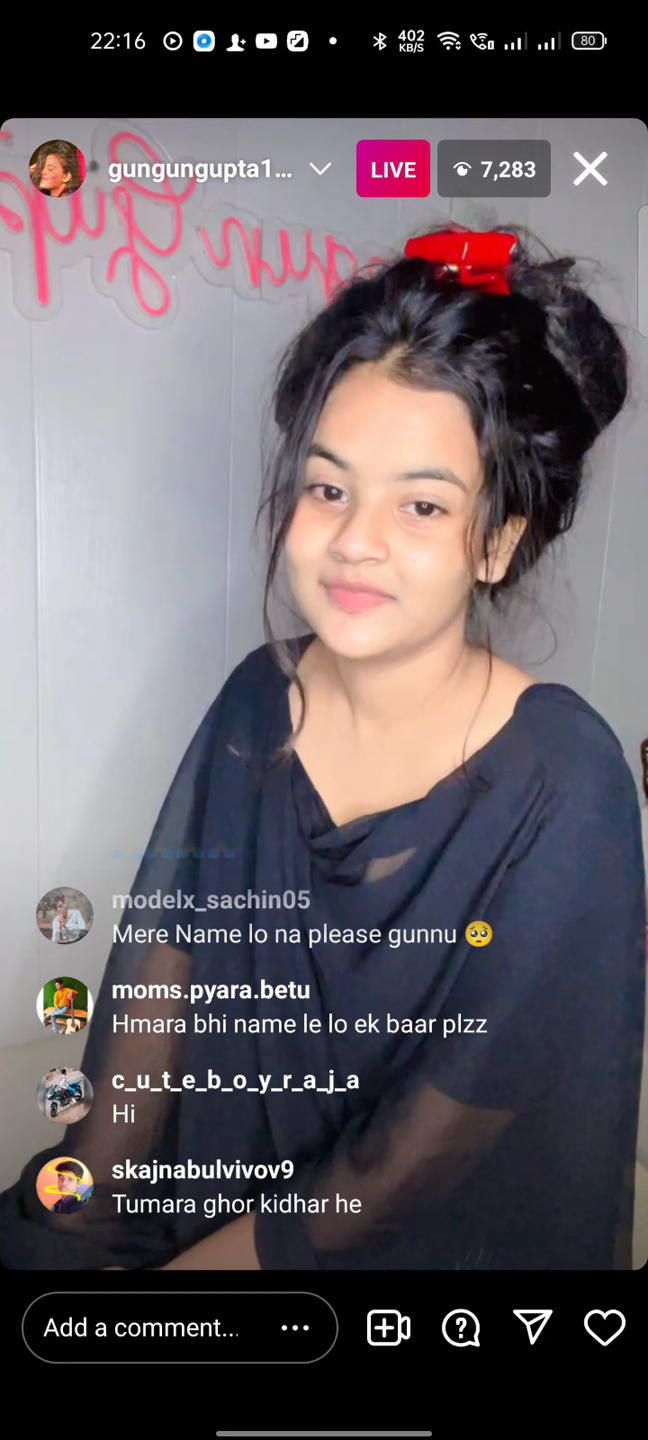 22:16
402
KB/S
80
gungungupta1...
LIVE
7,283
modelx_sachin05
Mere Name lo na please gunnu 🥺
moms.pyara.betu
Hmara bhi name le lo ek baar plzz
c_u_t_e_b_o_y_r_a_j_a
Hi
skajnabulvivov9
Tumara ghor kidhar he
Add a comment...